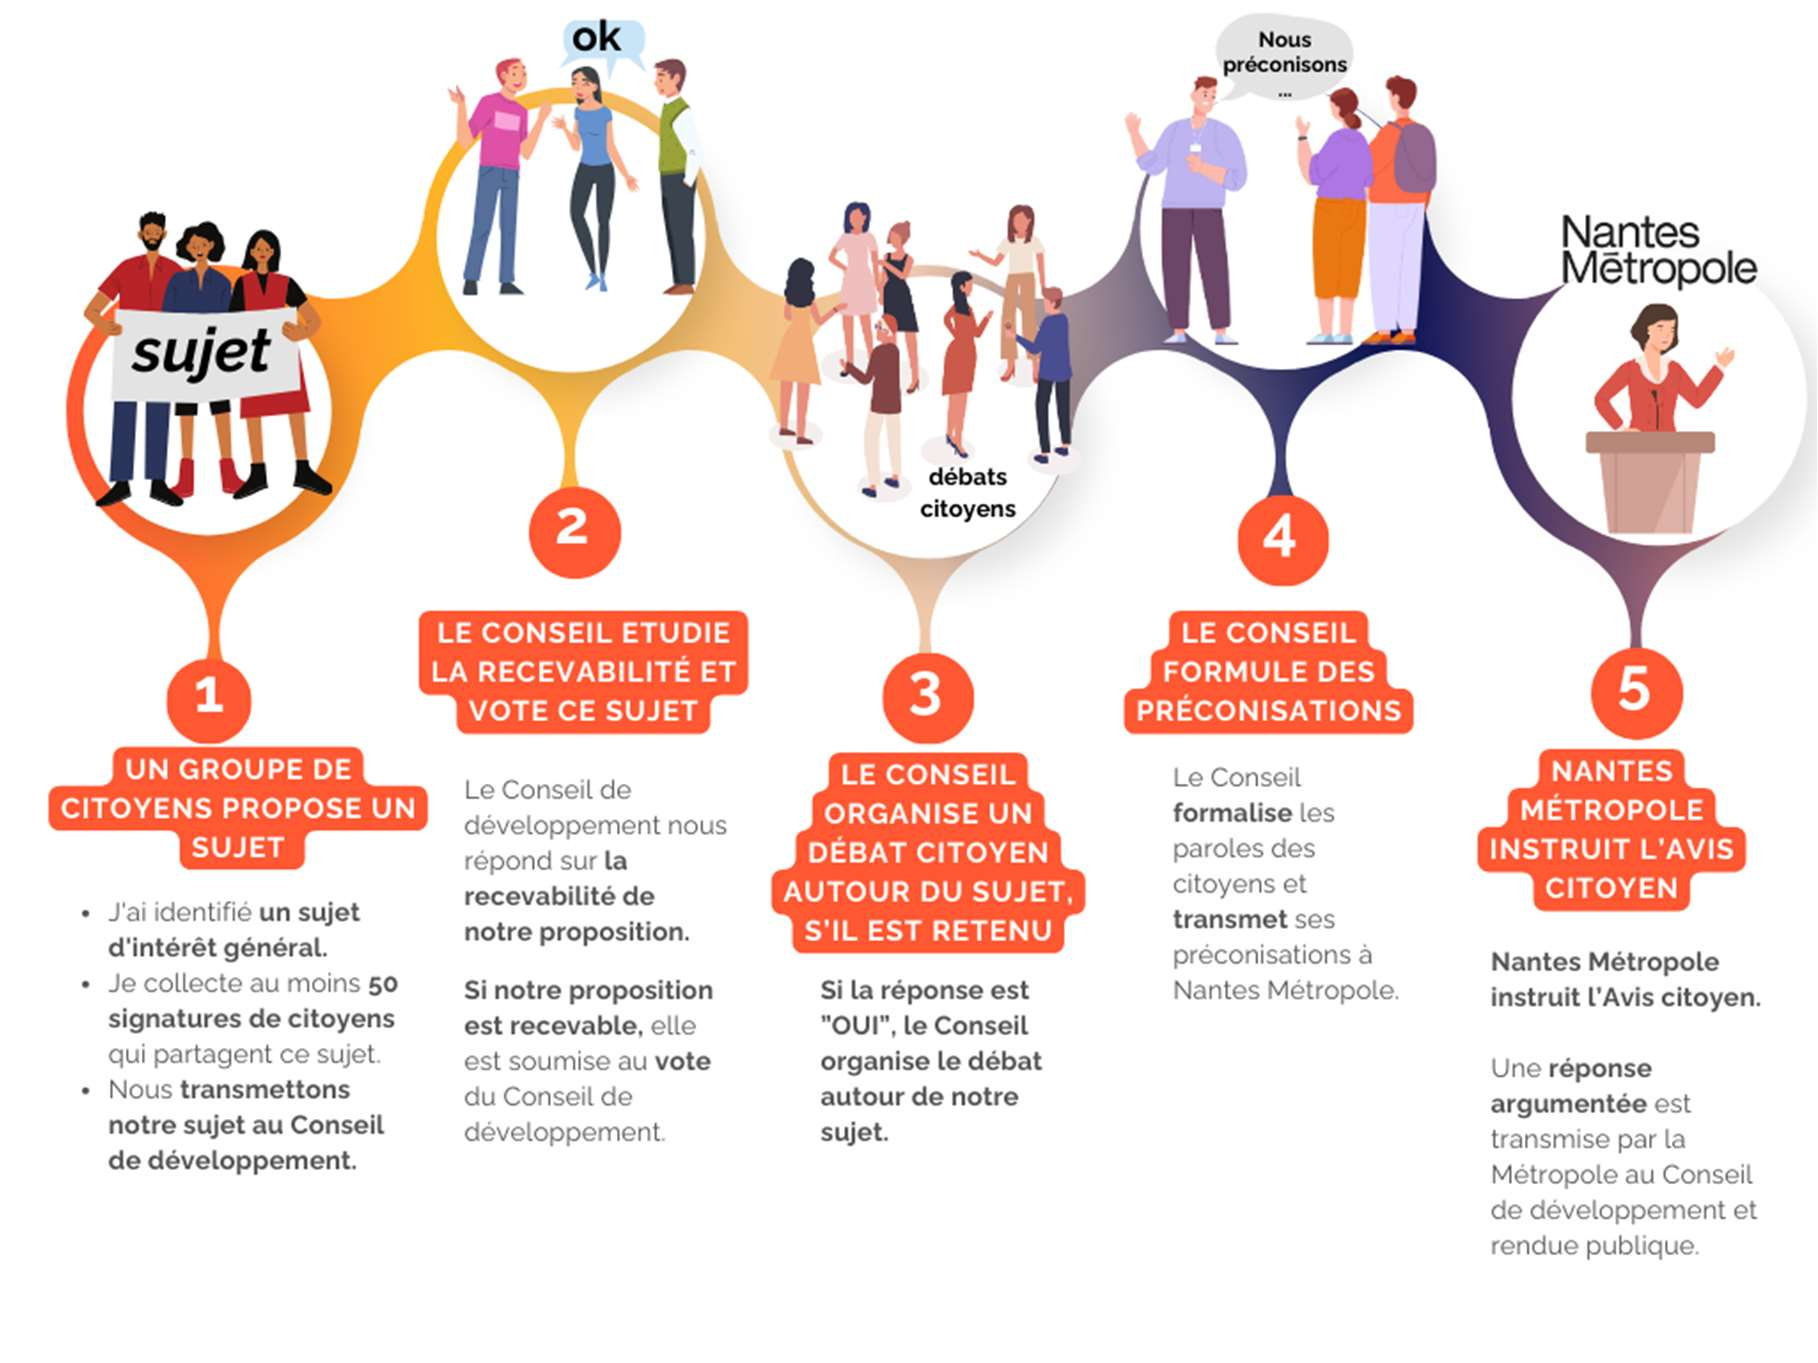 sujet
1
UN GROUPE DE
CITOYENS PROPOSE UN
SUJET
• J'ai identifié un sujet
d'intérêt général.
• Je collecte au moins 50
signatures de citoyens
qui partagent ce sujet.
• Nous transmettons
notre sujet au Conseil
de développement.
ok
2
LE CONSEIL ETUDIE
LA RECEVABILITÉ ET
VOTE CE SUJET
Le Conseil de
développement nous
répond sur la
recevabilité de
notre proposition.
Si notre proposition
est recevable, elle
est soumise au vote
du Conseil de
développement.
débats
citoyens
3
LE CONSEIL
ORGANISE UN
DÉBAT CITOYEN
AUTOUR DU SUJET,
S'IL EST RETENU
Si la réponse est
”OUI”, le Conseil
organise le débat
autour de notre
sujet.
Nous
préconisons
...
4
LE CONSEIL
FORMULE DES
PRÉCONISATIONS
Le Conseil
formalise les
paroles des
citoyens et
transmet ses
préconisations à
Nantes Métropole.
Nantes
Métropole
5
NANTES
MÉTROPOLE
INSTRUIT L’AVIS
CITOYEN
Nantes Métropole
instruit l’Avis citoyen.
Une réponse
argumentée est
transmise par la
Métropole au Conseil
de développement et
rendue publique.